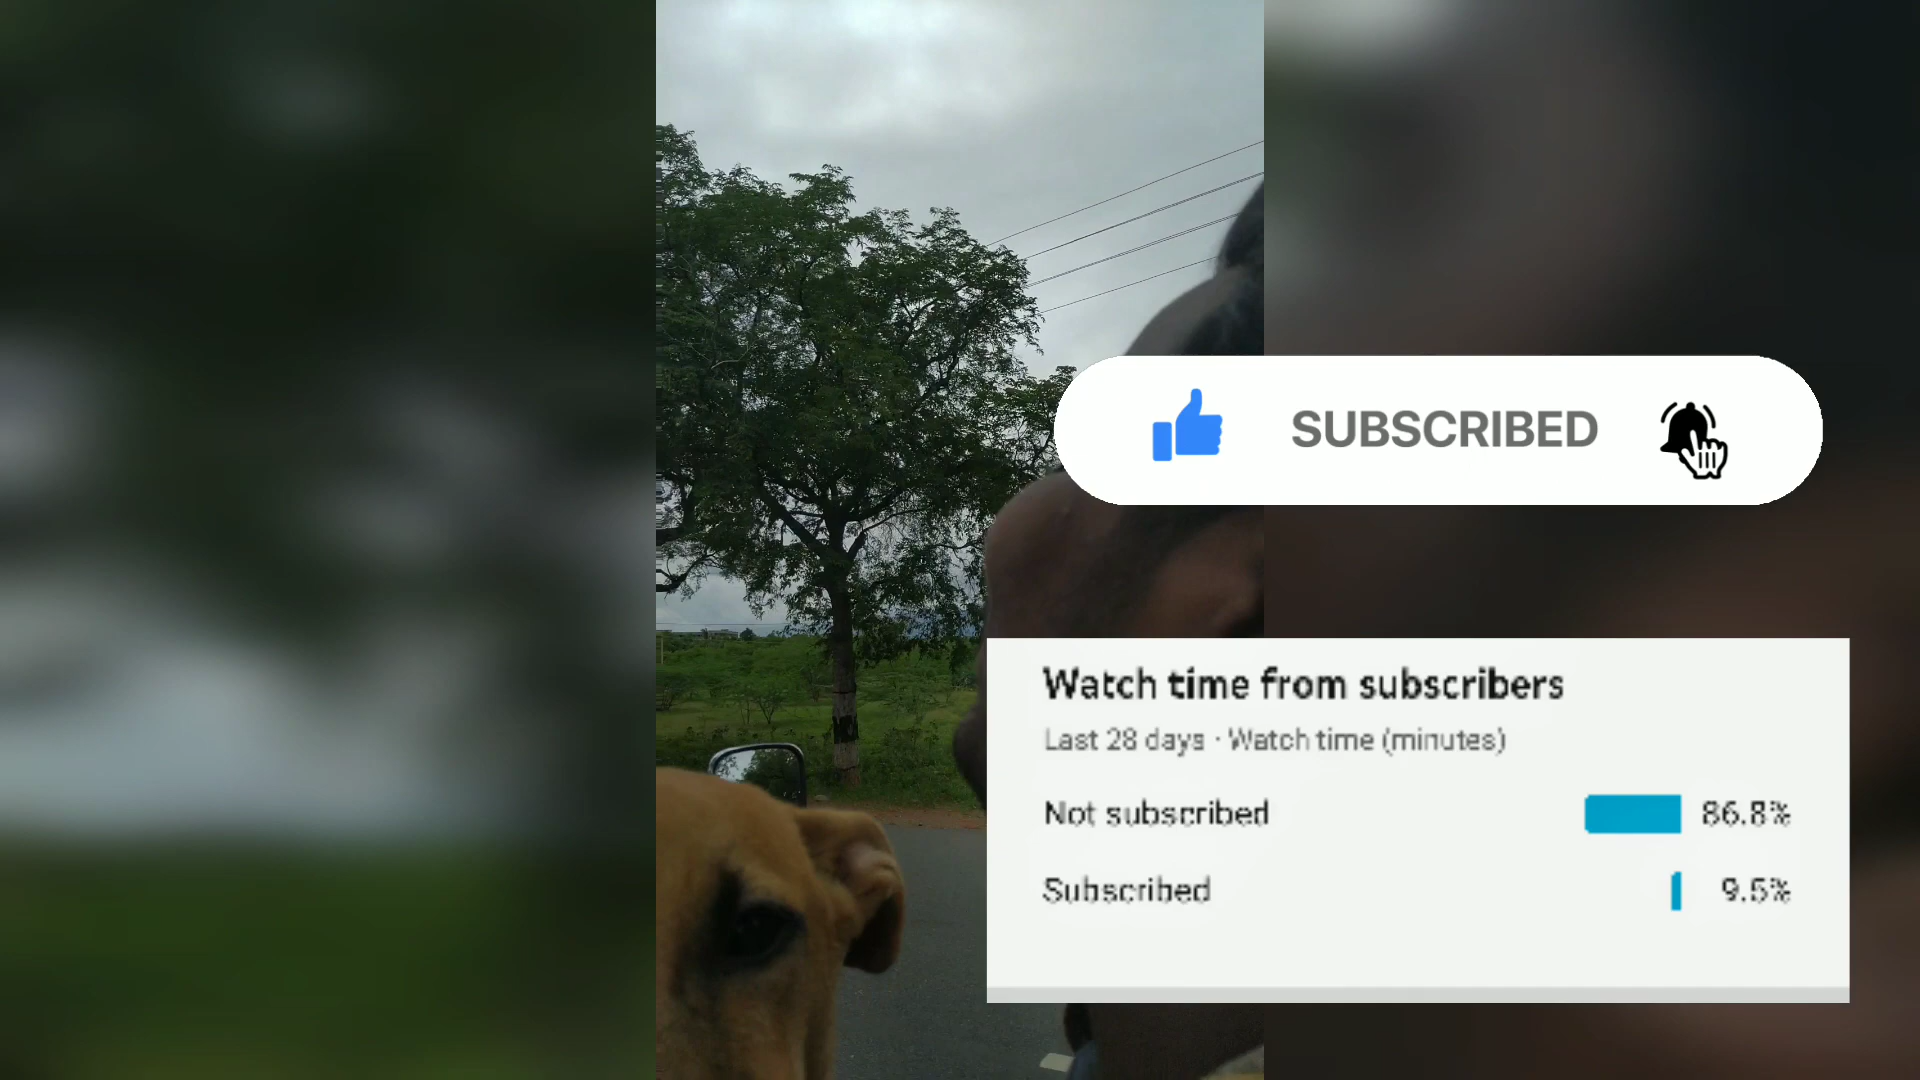 SUBSCRIBED
Watch time from subscribers
Last 28 days · Watch time (minutes)
Not subscribed 86.8%
Subscribed 9.5%